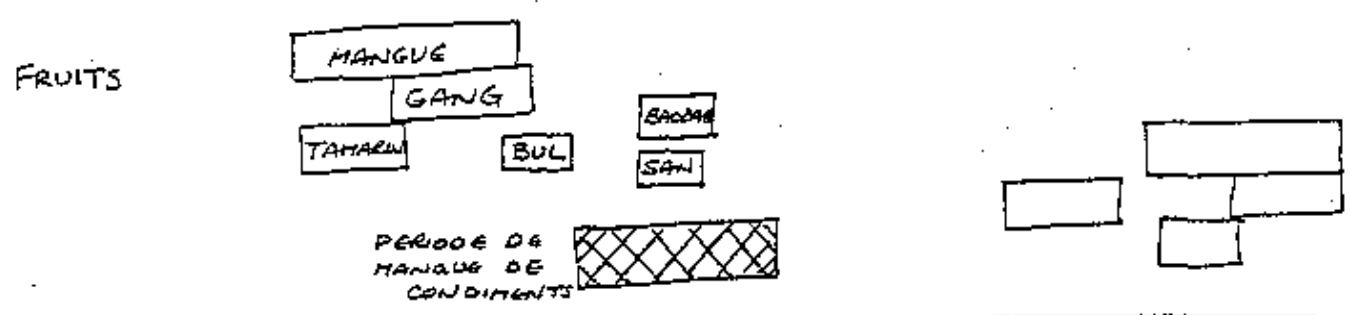 MANGUE
FRUITS
GANG
BAOBAB
TAMARIN
BUL
SAN
PERIODE DE
MANQUE DE
CONDIMENTS